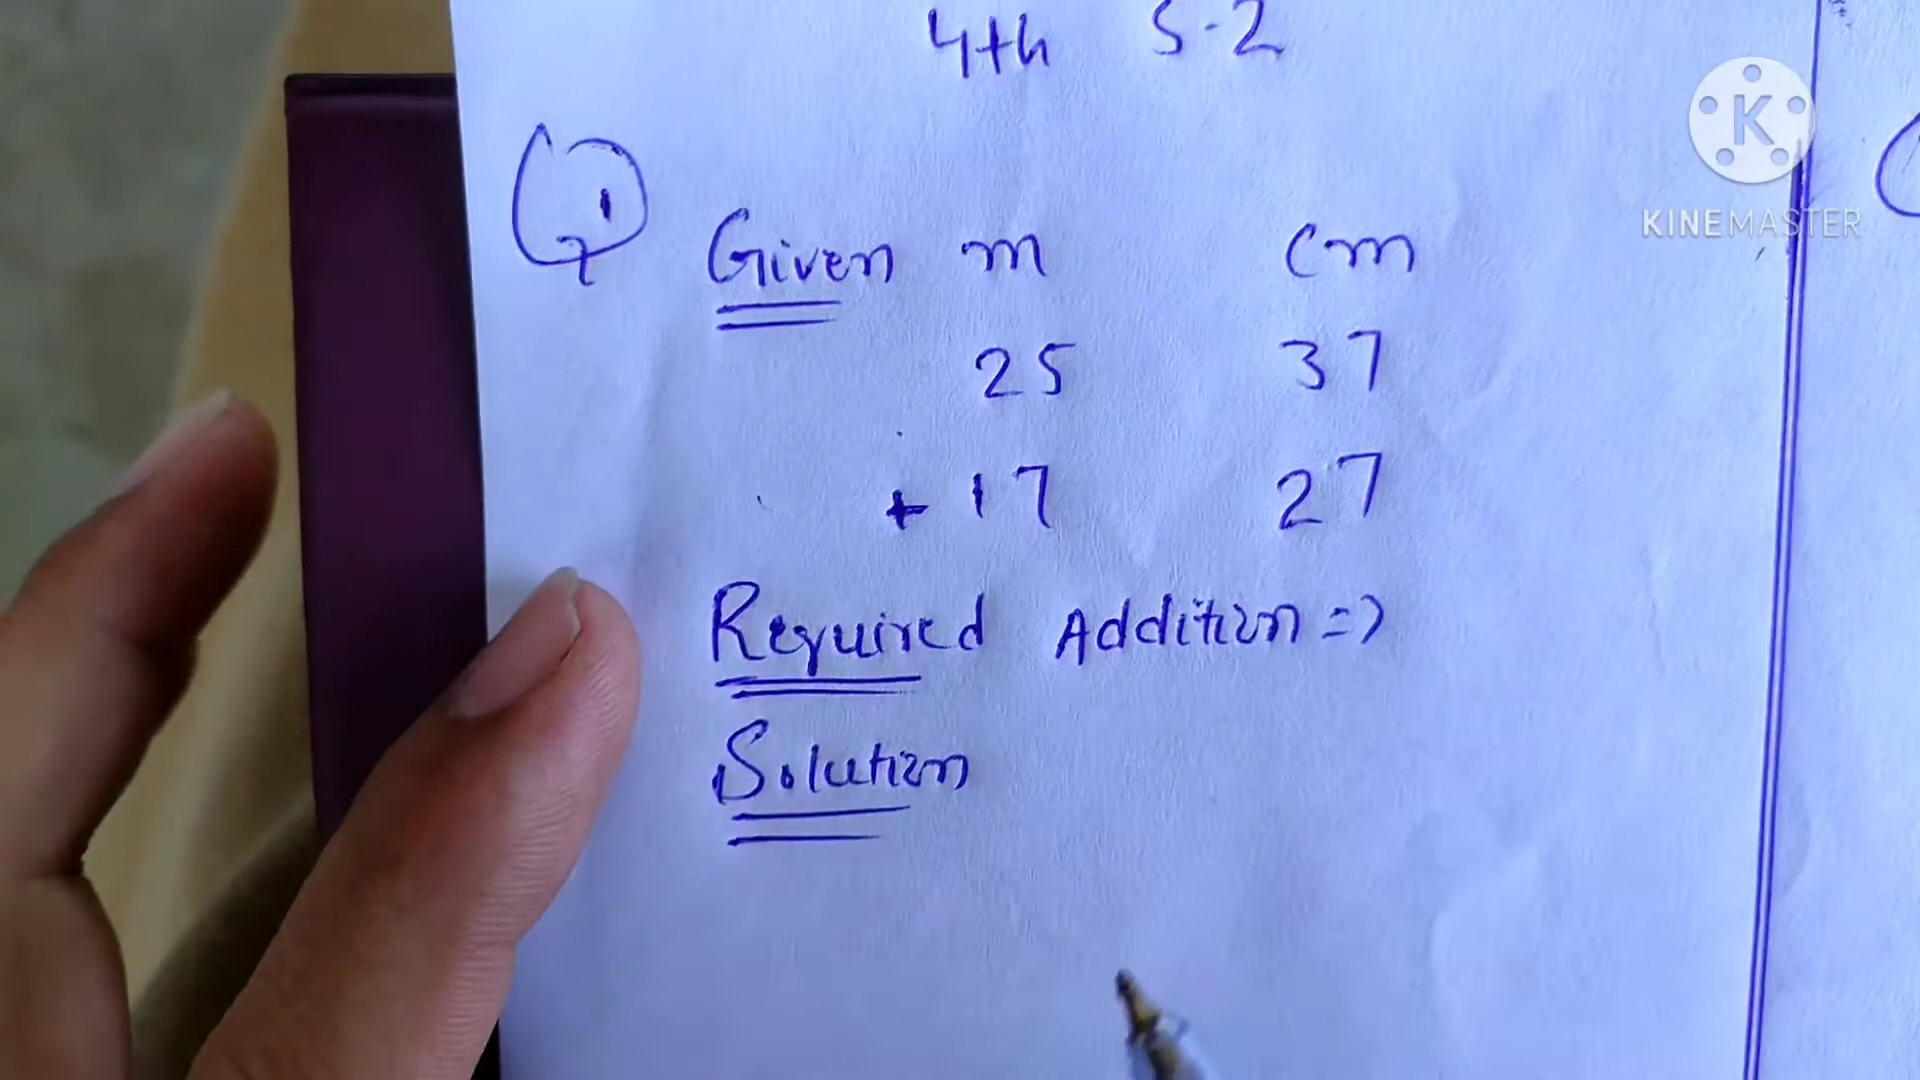 4th 5-2
Q1
Given m cm
25 37
+ 17 27
Required Addition =>
Solution
K
KINEMASTER